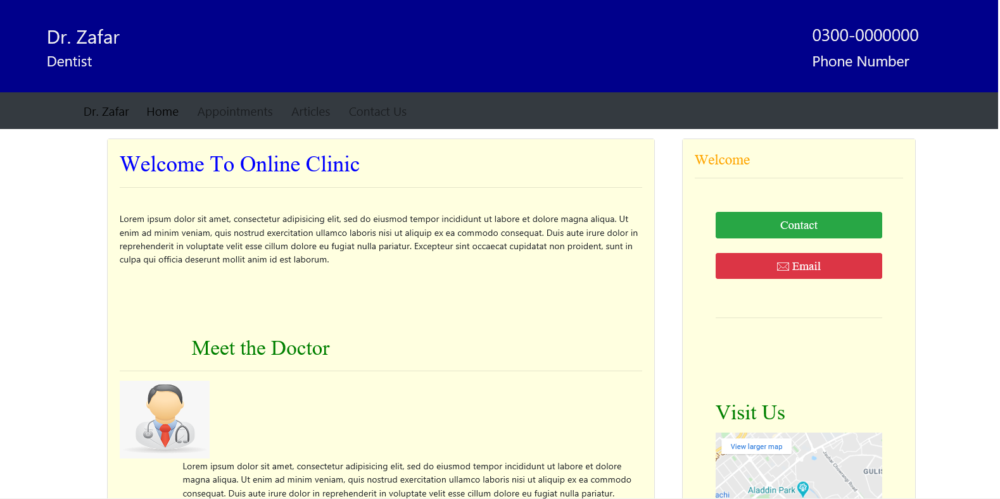 Dr. Zafar
Dentist
0300-0000000
Phone Number
Dr. Zafar Home Appointments Articles Contact Us
Welcome To Online Clinic
Lorem ipsum dolor sit amet, consectetur adipisicing elit, sed do eiusmod tempor incididunt ut labore et dolore magna aliqua. Ut
enim ad minim veniam, quis nostrud exercitation ullamco laboris nisi ut aliquip ex ea commodo consequat. Duis aute irure dolor in
reprehenderit in voluptate velit esse cillum dolore eu fugiat nulla pariatur. Excepteur sint occaecat cupidatat non proident, sunt in
culpa qui officia deserunt mollit anim id est laborum.
Meet the Doctor
Lorem ipsum dolor sit amet, consectetur adipisicing elit, sed do eiusmod tempor incididunt ut labore et dolore
magna aliqua. Ut enim ad minim veniam, quis nostrud exercitation ullamco laboris nisi ut aliquip ex ea commodo
consequat. Duis aute irure dolor in reprehenderit in voluptate velit esse cillum dolore eu fugiat nulla pariatur.
Welcome
Contact
Email
Visit Us
View larger map
Jauhar Chowrangi Road
GULIS
Aladdin Park
achi